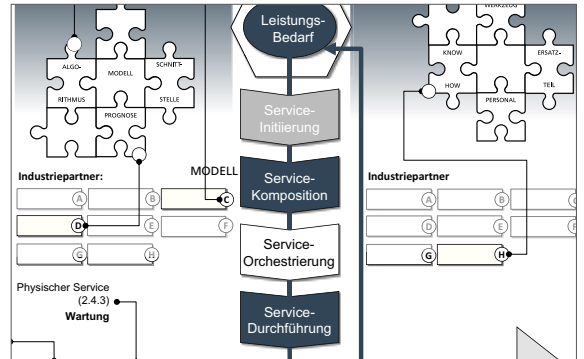 WERKZEUG
Leistungs-
Bedarf
ALGO-
RITHMUS
MODELL
SCHNITT-
STELLE
PROGNOSE
KNOW
HOW
ERSATZ-
TEIL
PERSONAL
Service-
Initiierung
MODELL
Industriepartner:
A
B
C
D
E
F
G
H
Service-
Komposition
Industriepartner
A
B
C
D
E
F
G
H
Service-
Orchestrierung
Physischer Service
(2.4.3)
Wartung
Service-
Durchführung